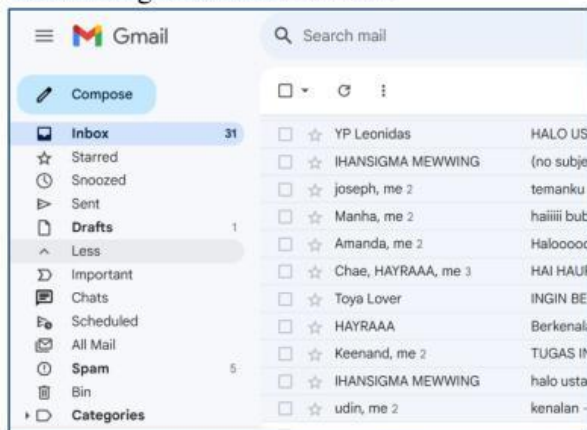 Gmail
Search mail
Compose
Inbox 31
Starred
Snoozed
Sent
Drafts 1
Less
Important
Chats
Scheduled
All Mail
Spam 5
Bin
Categories
YP Leonidas HALO US
IHANSIGMA MEWWING (no subje
joseph, me 2 temanku
Manha, me 2 haiiiii bub
Amanda, me 2 Halooooo
Chae, HAYRAAA, me 3 HAI HAUR
Toya Lover INGIN BE
HAYRAAA Berkenala
Keenand, me 2 TUGAS IN
IHANSIGMA MEWWING halo usta
udin, me 2 kenalan -